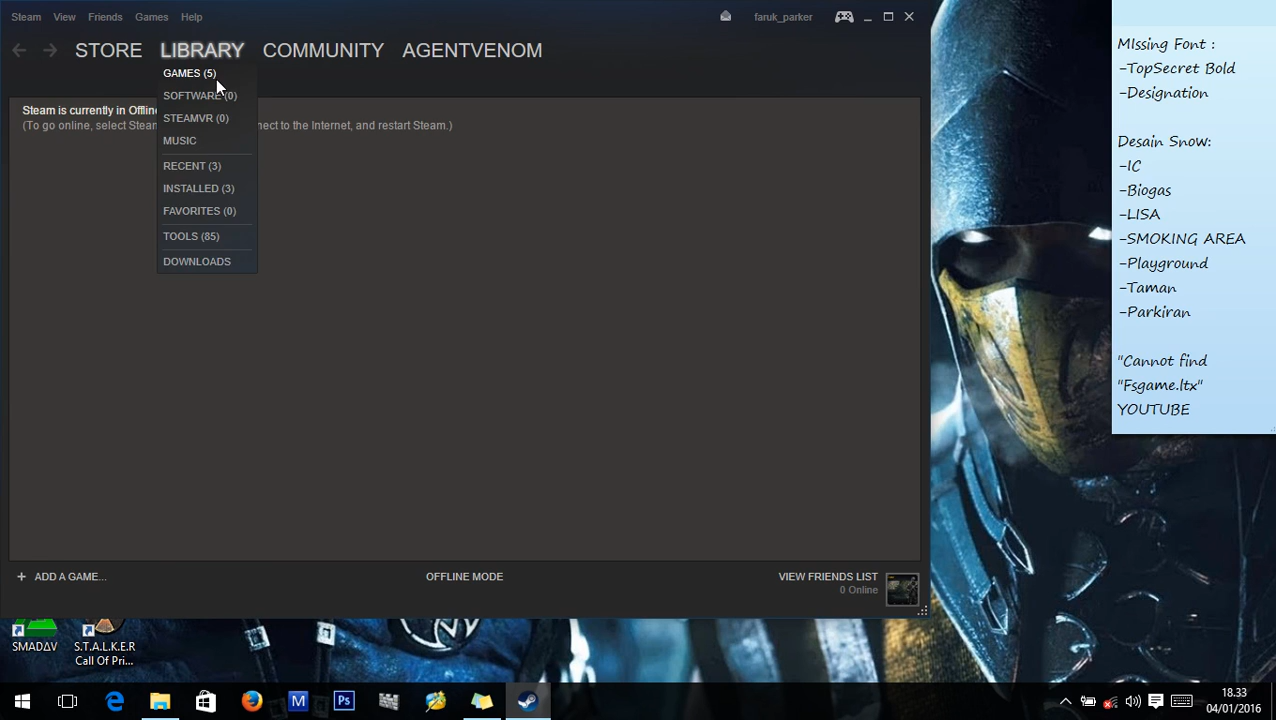 Steam View Friends Games Help faruk_parker
STORE LIBRARY COMMUNITY AGENTVENOM
GAMES (5)
SOFTWARE (0)
STEAMVR (0)
MUSIC
RECENT (3)
INSTALLED (3)
FAVORITES (0)
TOOLS (85)
DOWNLOADS
Steam is currently in Offline
(To go online, select Steam nnect to the Internet, and restart Steam.)
+ ADD A GAME... OFFLINE MODE VIEW FRIENDS LIST
0 Online
MIssing Font :
-TopSecret Bold
-Designation
Desain Snow:
-IC
-Biogas
-LISA
-SMOKING AREA
-Playground
-Taman
-Parkiran
"Cannot find
"Fsgame.ltx"
YOUTUBE
SMADΔV
S.T.A.L.K.E.R
Call Of Pri...
M Ps
18.33
04/01/2016